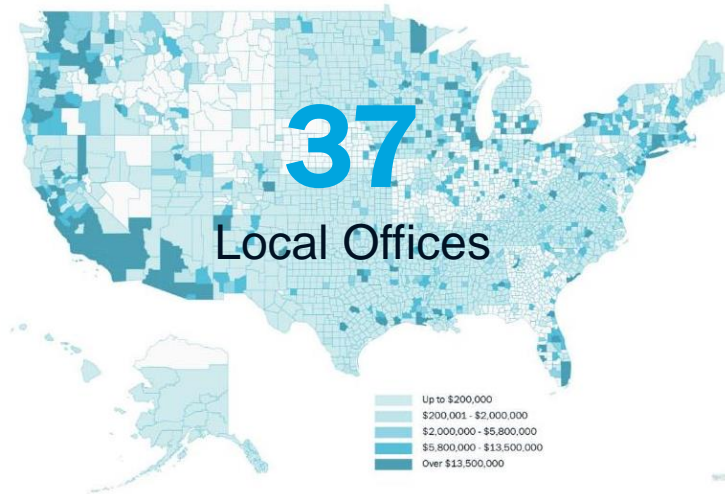 37
Local Offices
Up to $200,000
$200,001 - $2,000,000
$2,000,000 - $5,800,000
$5,800,000 - $13,500,000
Over $13,500,000